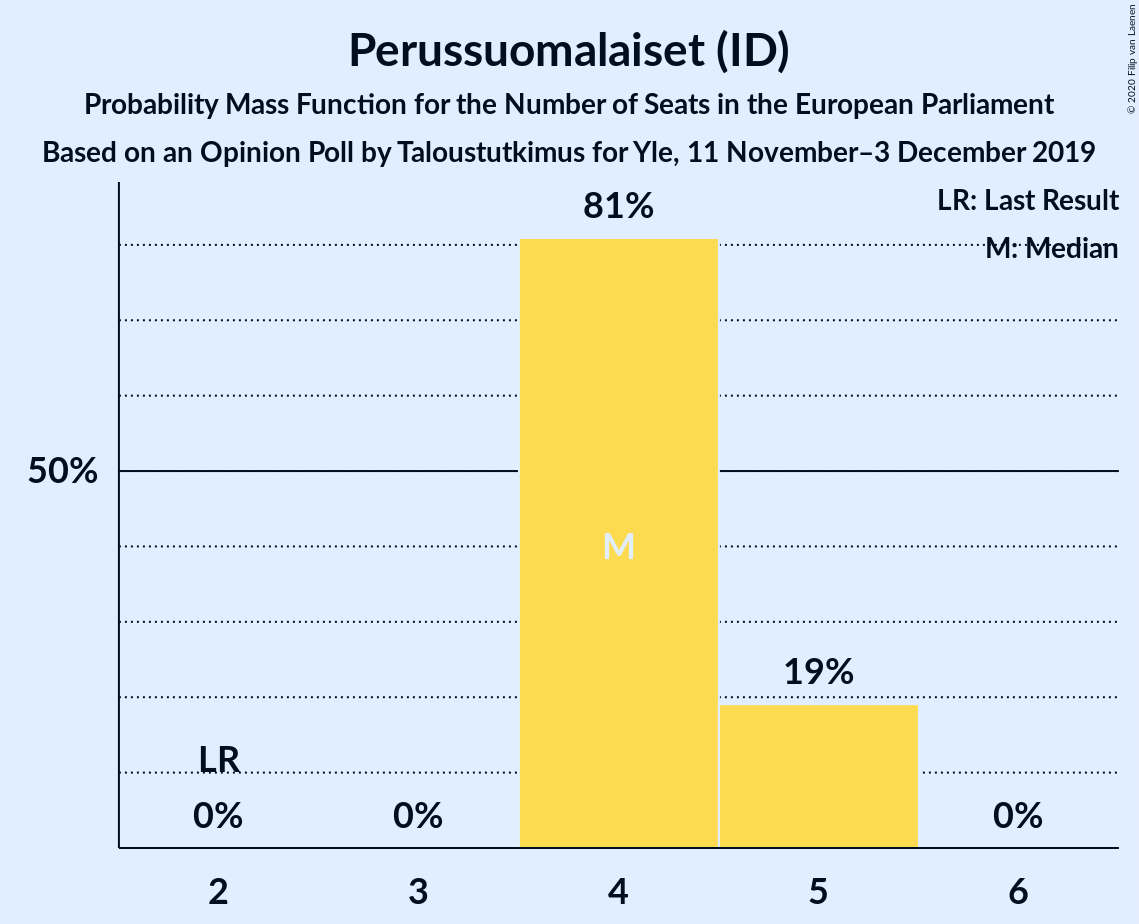 Perussuomalaiset (ID)
Probability Mass Function for the Number of Seats in the European Parliament
Based on an Opinion Poll by Taloustutkimus for Yle, 11 November–3 December 2019
© 2020 Filip van Laenen
LR: Last Result
M: Median
81%
50%
M
19%
LR
0%
0%
0%
2
3
4
5
6